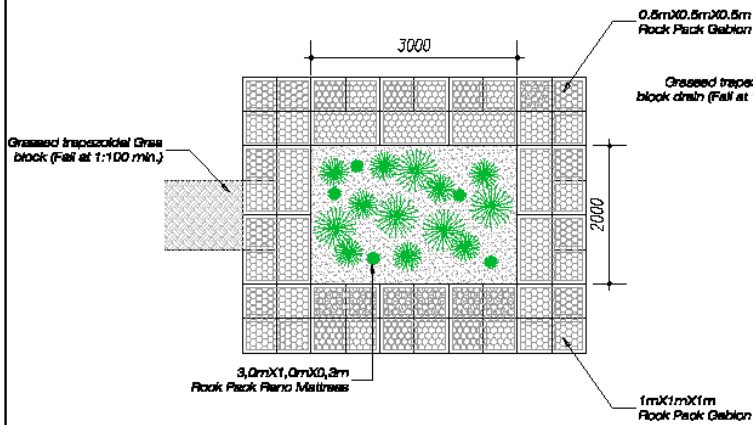 0.5mX0.5mX0.5m
Rock Pack Gabion
3000
Grassed trapez
block drain (Fall at
Grassed trapezoidal Grass
block (Fall at 1:100 min.)
2000
3,0mX1,0mX0,3m
Rock Pack Reno Mattress
1mX1mX1m
Rock Pack Gabion